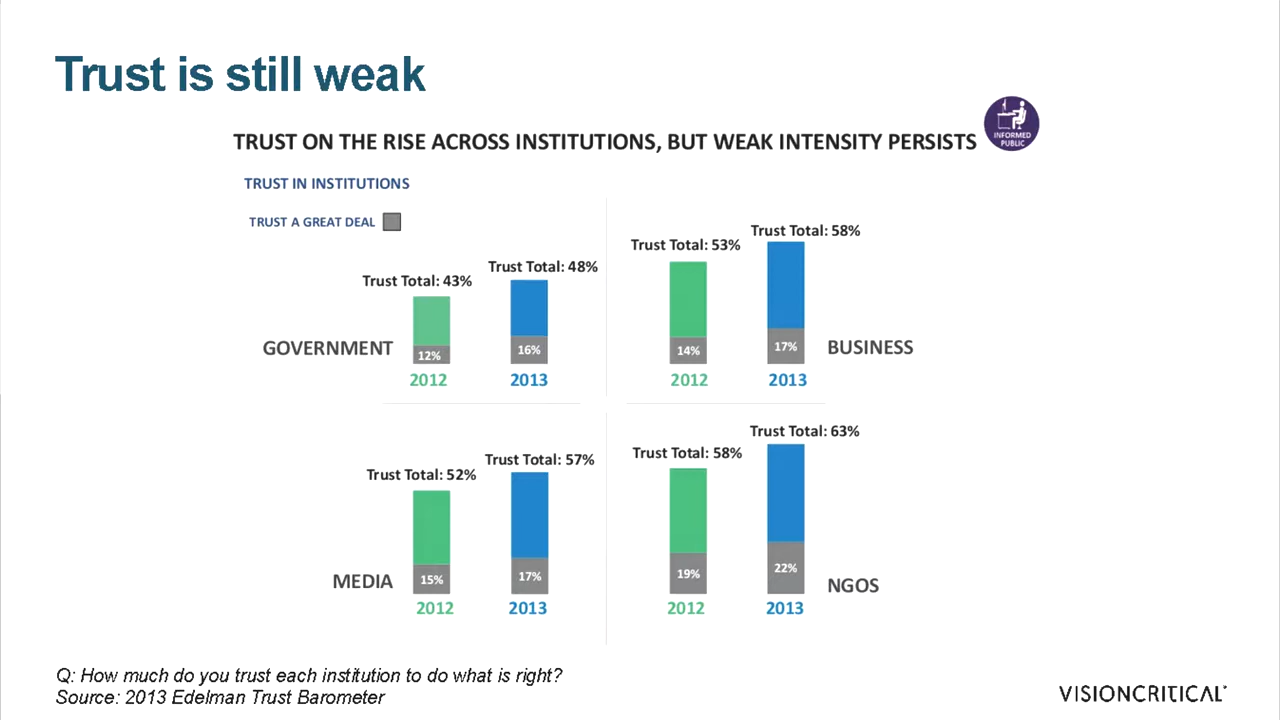 Trust is still weak
TRUST ON THE RISE ACROSS INSTITUTIONS, BUT WEAK INTENSITY PERSISTS
INFORMED
PUBLIC
TRUST IN INSTITUTIONS
TRUST A GREAT DEAL
Trust Total: 43%
Trust Total: 48%
GOVERNMENT
12%
16%
2012
2013
Trust Total: 53%
Trust Total: 58%
14%
17%
BUSINESS
2012
2013
Trust Total: 52%
Trust Total: 57%
MEDIA
15%
17%
2012
2013
Trust Total: 58%
Trust Total: 63%
19%
22%
NGOS
2012
2013
Q: How much do you trust each institution to do what is right?
Source: 2013 Edelman Trust Barometer
VISIONCRITICAL